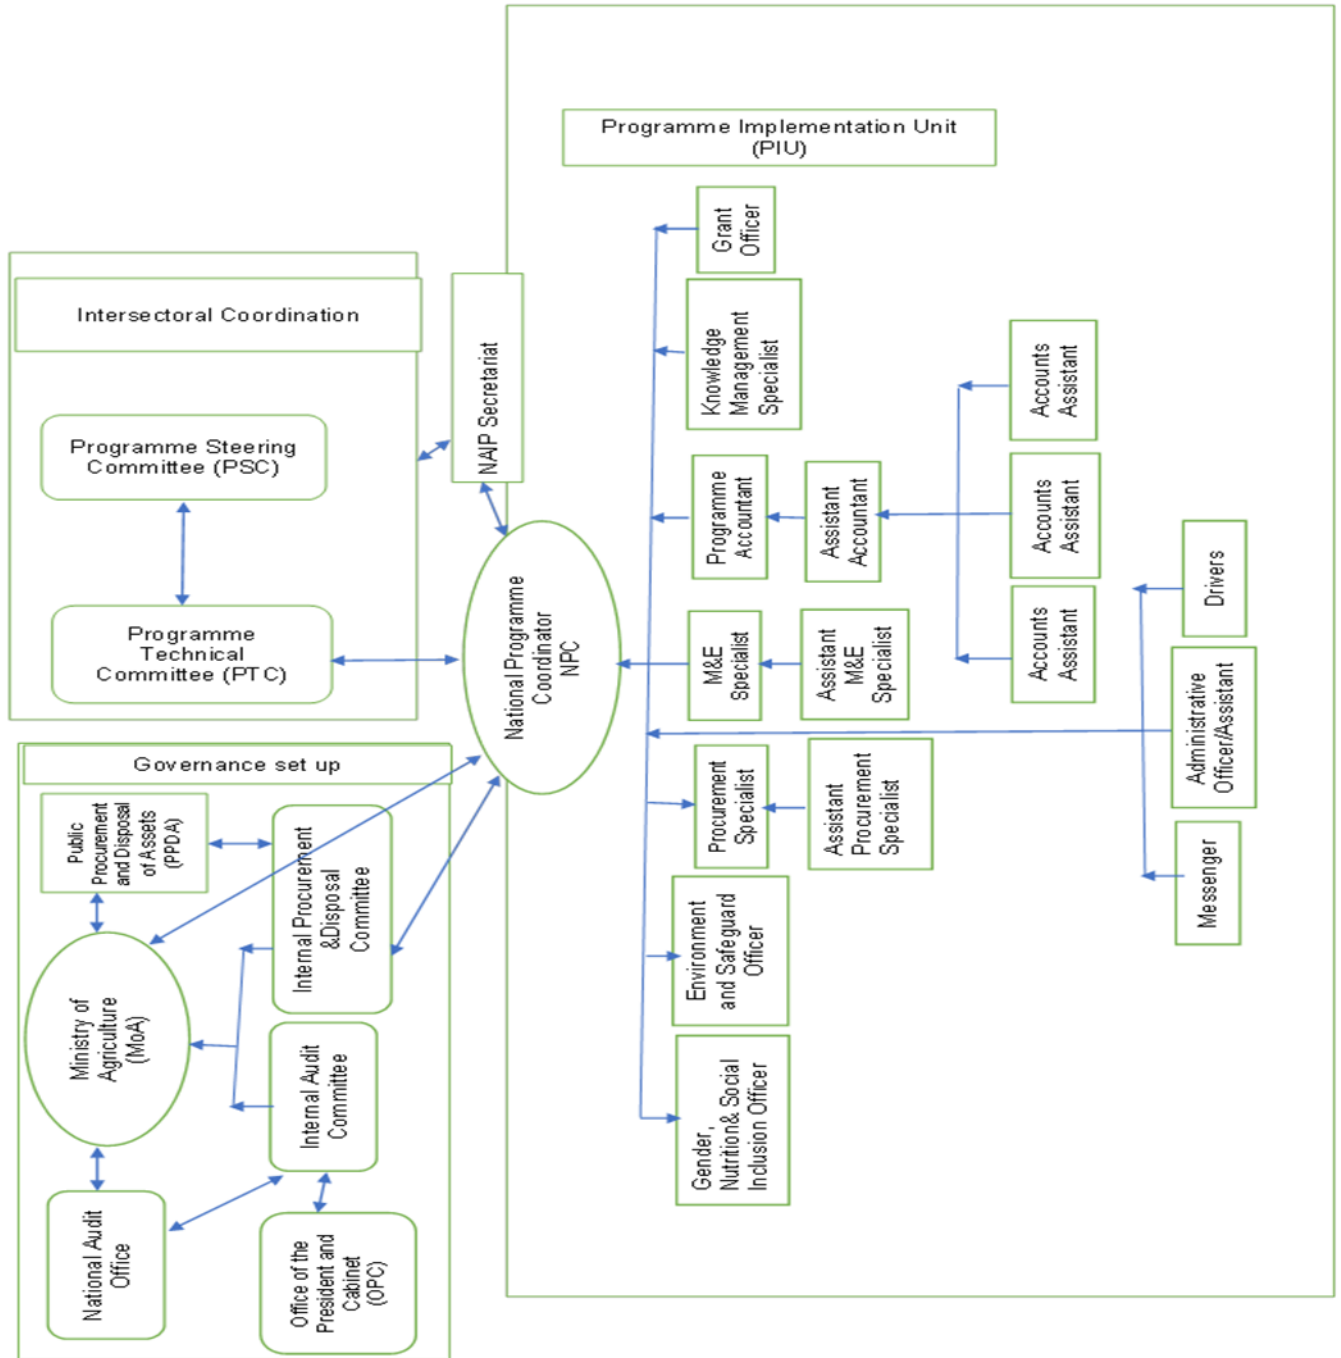 Programme Implementation Unit
(PIU)
Intersectoral Coordination
Programme Steering
Committee (PSC)
Programme
Technical
Committee (PTC)
NAIP Secretariat
Governance set up
Public
Procurement
and Disposal
of Assets
(PPDA)
Ministry of
Agriculture
(MoA)
National Audit
Office
Internal Procurement
&Disposal
Committee
Internal Audit
Committee
Office of the
President and
Cabinet
(OPC)
National Programme
Coordinator
NPC
Grant
Officer
Knowledge
Management
Specialist
Programme
Accountant
Assistant
Accountant
Accounts
Assistant
Accounts
Assistant
Accounts
Assistant
M&E
Specialist
Assistant
M&E
Specialist
Procurement
Specialist
Assistant
Procurement
Specialist
Environment
and Safeguard
Officer
Gender,
Nutrition& Social
Inclusion Officer
Drivers
Administrative
Officer/Assistant
Messenger